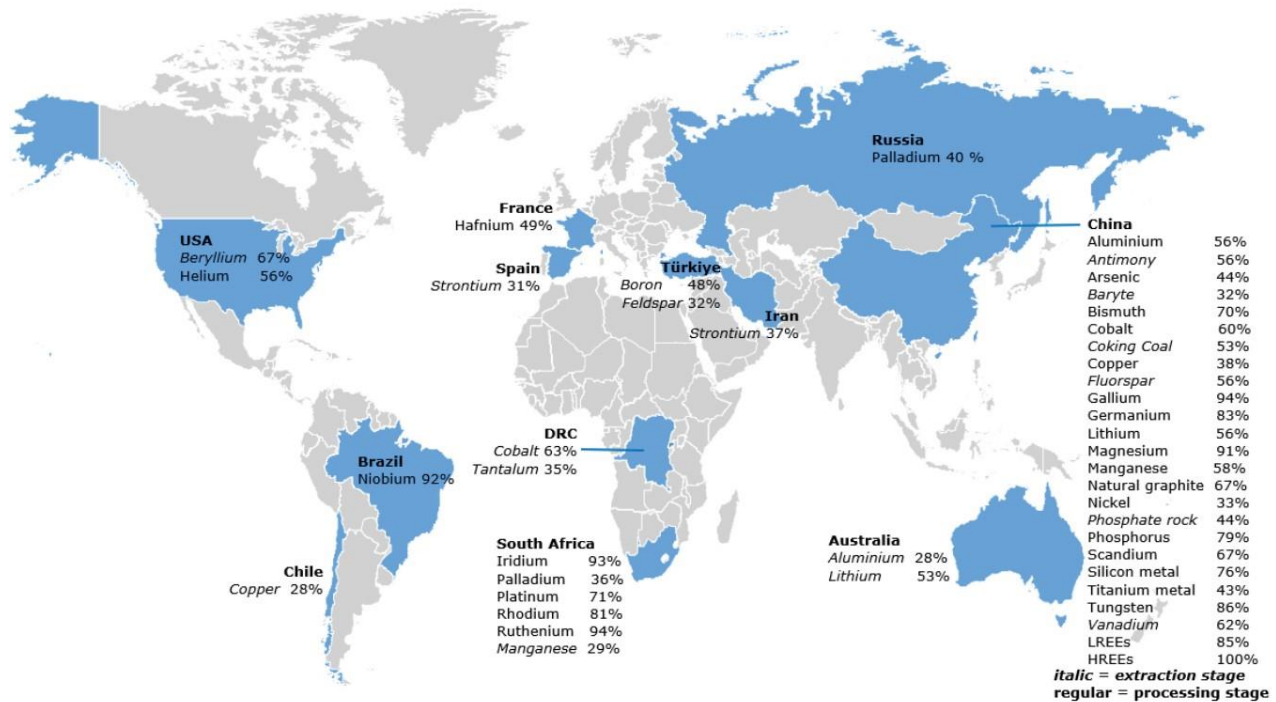 Russia
Palladium 40 %
France
Hafnium 49%
USA
Beryllium 67%
Helium 56%
Spain
Strontium 31%
Türkiye
Boron 48%
Feldspar 32%
Iran
Strontium 37%
China
Aluminium 56%
Antimony 56%
Arsenic 44%
Baryte 32%
Bismuth 70%
Cobalt 60%
Coking Coal 53%
Copper 38%
Fluorspar 56%
Gallium 94%
Germanium 83%
Lithium 56%
Magnesium 91%
Manganese 58%
Natural graphite 67%
Nickel 33%
Phosphate rock 44%
Phosphorus 79%
Scandium 67%
Silicon metal 76%
Titanium metal 43%
Tungsten 86%
Vanadium 62%
LREEs 85%
HREEs 100%
DRC
Cobalt 63%
Tantalum 35%
Brazil
Niobium 92%
Chile
Copper 28%
South Africa
Iridium 93%
Palladium 36%
Platinum 71%
Rhodium 81%
Ruthenium 94%
Manganese 29%
Australia
Aluminium 28%
Lithium 53%
italic = extraction stage
regular = processing stage